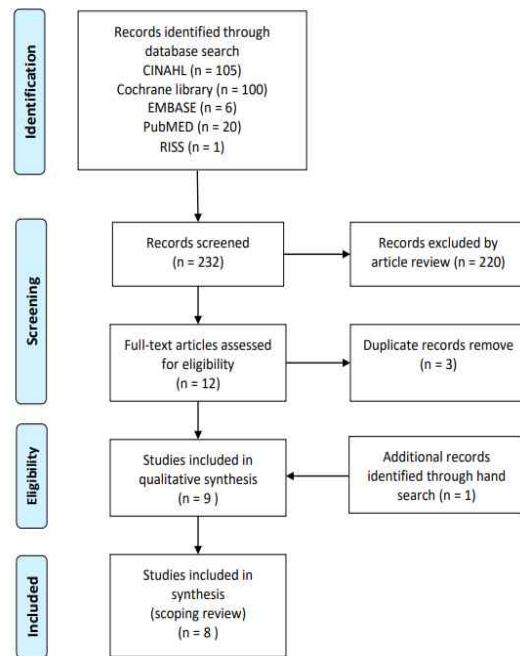 Identification
Records identified through
database search
CINAHL (n = 105)
Cochrane library (n = 100)
EMBASE (n = 6)
PubMED (n = 20)
RISS (n = 1)
Screening
Records screened
(n = 232)
Records excluded by
article review (n = 220)
Full-text articles assessed
for eligibility
(n = 12)
Duplicate records remove
(n = 3)
Eligibility
Studies included in
qualitative synthesis
(n = 9 )
Additional records
identified through hand
search (n = 1)
Included
Studies included in
synthesis
(scoping review)
(n = 8 )